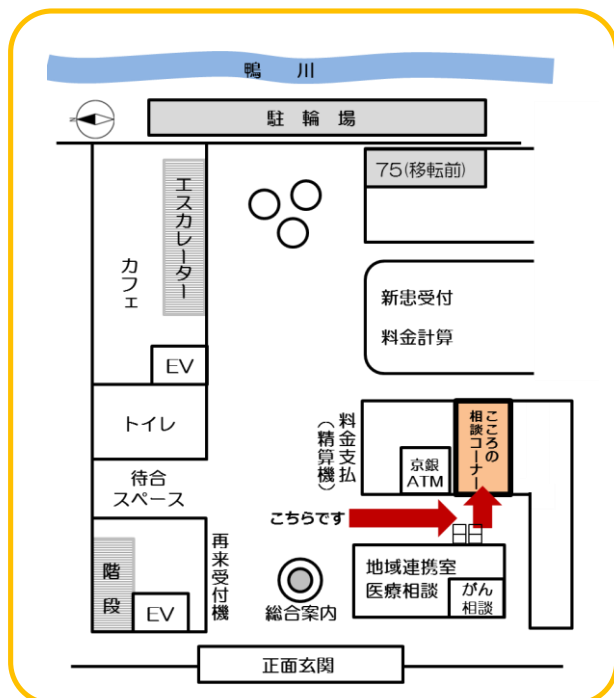 鴨 川
N
駐 輪 場
75(移転前)
エスカレーター
カフェ
EV
新患受付
料金計算
トイレ
料金支払
(精算機)
京銀
ATM
こころの
相談コーナー
待合
スペース
こちらです
再来受付機
階段
EV
総合案内
地域連携室
医療相談
がん
相談
正面玄関